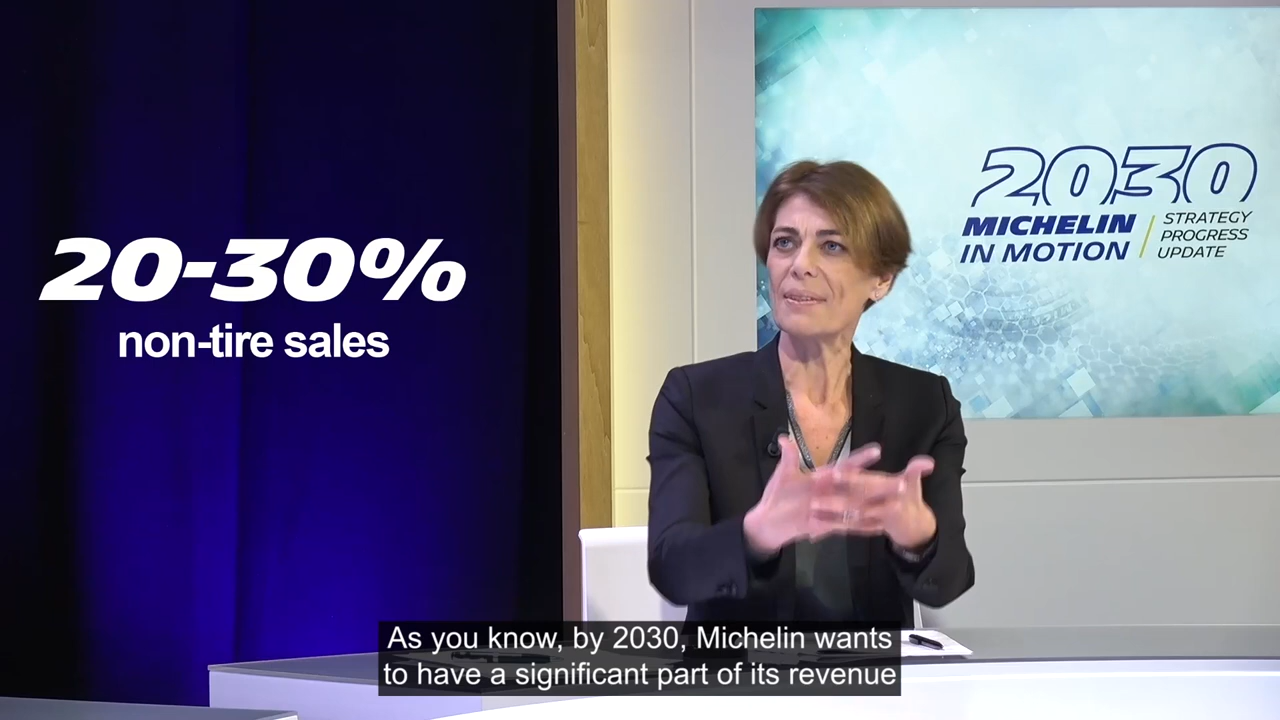 20-30%
non-tire sales
2030
MICHELIN
IN MOTION
STRATEGY
PROGRESS
UPDATE
As you know, by 2030, Michelin wants
to have a significant part of its revenue